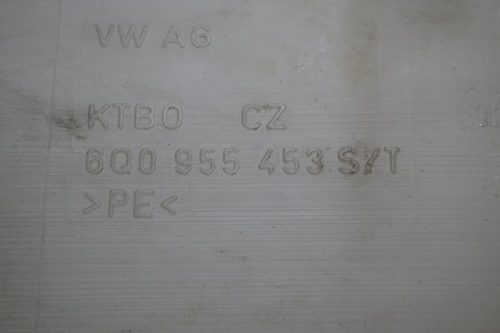 VW AG
KTBO CZ
6Q0 955 453 S/T
>PE<